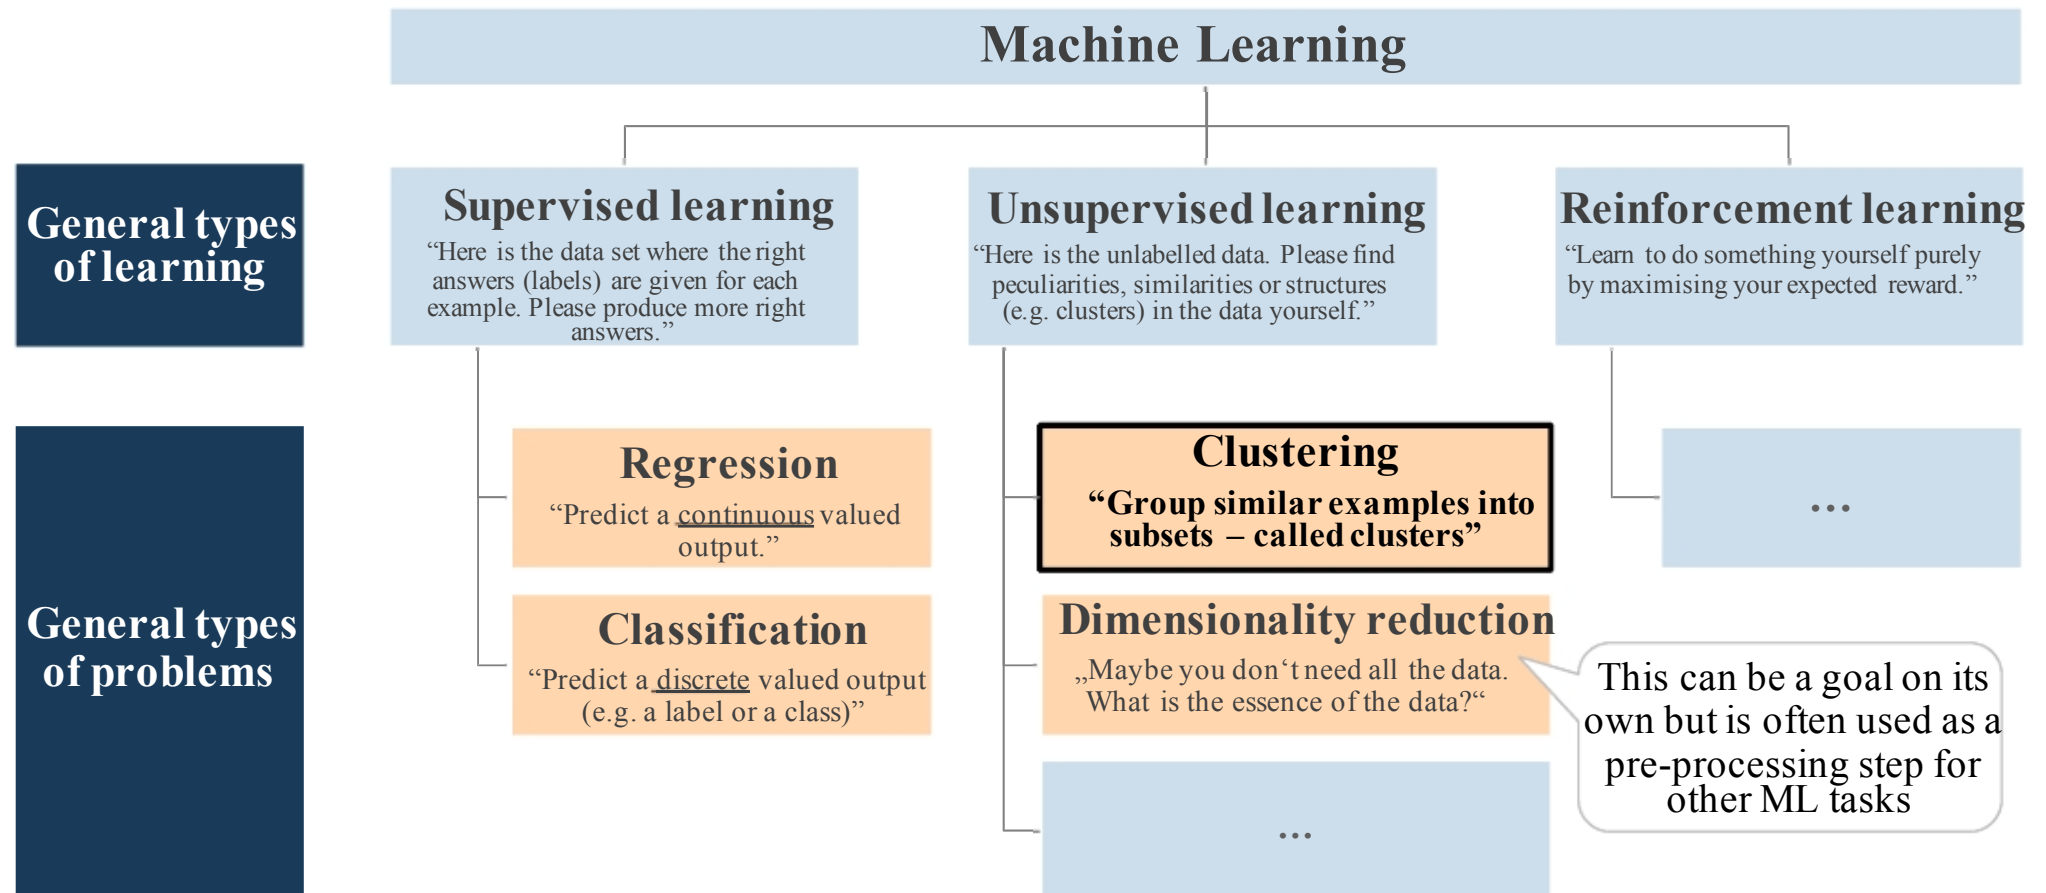 Machine Learning
General types
of learning
Supervised learning
“Here is the data set where the right
answers (labels) are given for each
example. Please produce more right
answers.”
Unsupervised learning
“Here is the unlabelled data. Please find
peculiarities, similarities or structures
(e.g. clusters) in the data yourself.”
Reinforcement learning
“Learn to do something yourself purely
by maximising your expected reward.”
General types
of problems
Regression
“Predict a continuous valued
output.”
Classification
“Predict a discrete valued output
(e.g. a label or a class)”
Clustering
“Group similar examples into
subsets – called clusters”
Dimensionality reduction
„Maybe you don‘t need all the data.
What is the essence of the data?“
...
...
This can be a goal on its
own but is often used as a
pre-processing step for
other ML tasks